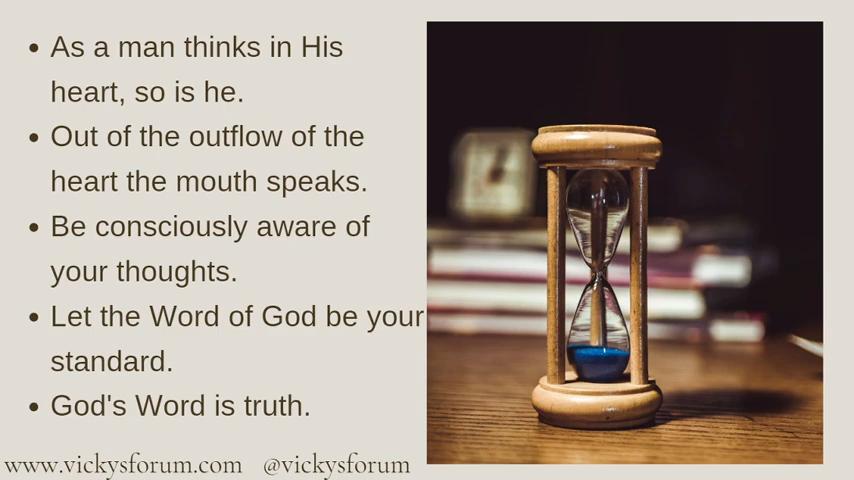 • As a man thinks in His
heart, so is he.
• Out of the outflow of the
heart the mouth speaks.
• Be consciously aware of
your thoughts.
• Let the Word of God be your
standard.
• God's Word is truth.
www.vickysforum.com @vickysforum